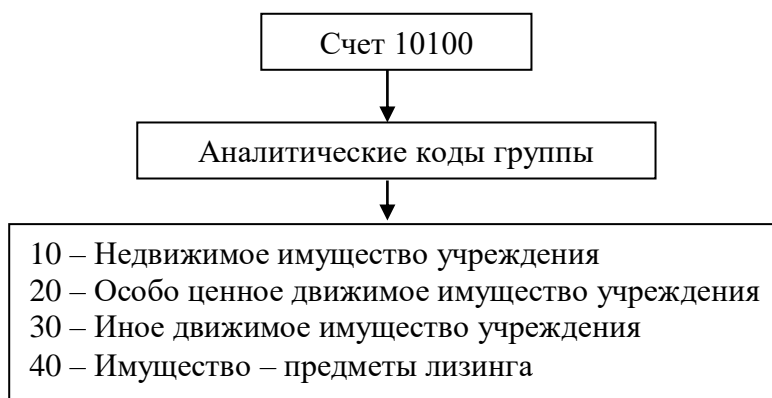 Счет 10100
Аналитические коды группы
10 – Недвижимое имущество учреждения
20 – Особо ценное движимое имущество учреждения
30 – Иное движимое имущество учреждения
40 – Имущество – предметы лизинга